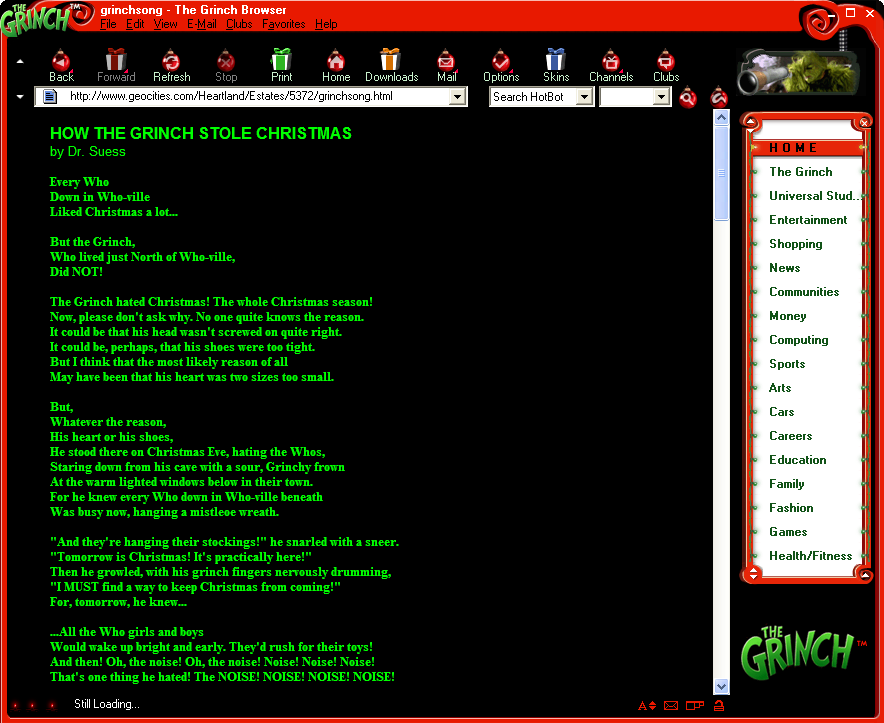 THE GRINCH TM
grinchsong - The Grinch Browser
File Edit View E-Mail Clubs Favorites Help
Back Forward Refresh Stop Print Home Downloads Mail Options Skins Channels Clubs
http://www.geocities.com/Heartland/Estates/5372/grinchsong.html Search HotBot
HOW THE GRINCH STOLE CHRISTMAS
by Dr. Suess
Every Who
Down in Who-ville
Liked Christmas a lot...
But the Grinch,
Who lived just North of Who-ville,
Did NOT!
The Grinch hated Christmas! The whole Christmas season!
Now, please don't ask why. No one quite knows the reason.
It could be that his head wasn't screwed on quite right.
It could be, perhaps, that his shoes were too tight.
But I think that the most likely reason of all
May have been that his heart was two sizes too small.
But,
Whatever the reason,
His heart or his shoes,
He stood there on Christmas Eve, hating the Whos,
Staring down from his cave with a sour, Grinchy frown
At the warm lighted windows below in their town.
For he knew every Who down in Who-ville beneath
Was busy now, hanging a mistleoe wreath.
"And they're hanging their stockings!" he snarled with a sneer.
"Tomorrow is Christmas! It's practically here!"
Then he growled, with his grinch fingers nervously drumming,
"I MUST find a way to keep Christmas from coming!"
For, tomorrow, he knew...
...All the Who girls and boys
Would wake up bright and early. They'd rush for their toys!
And then! Oh, the noise! Oh, the noise! Noise! Noise! Noise!
That's one thing he hated! The NOISE! NOISE! NOISE! NOISE!
HOME
The Grinch
Universal Stud...
Entertainment
Shopping
News
Communities
Money
Computing
Sports
Arts
Cars
Careers
Education
Family
Fashion
Games
Health/Fitness
THE GRINCH TM
Still Loading...
A